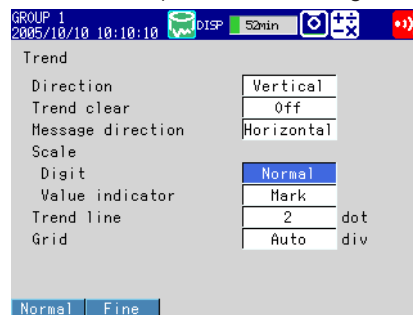 GROUP 1
2005/10/10 10:10:10 DISP 52min
Trend
Direction Vertical
Trend clear Off
Message direction Horizontal
Scale
Digit Normal
Value indicator Mark
Trend line 2 dot
Grid Auto div
Normal Fine